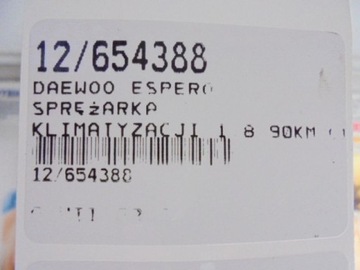 12/654388
DAEWOO ESPERO
SPRĘŻARKA
KLIMATYZACJI 1 8 90KM
12/654388